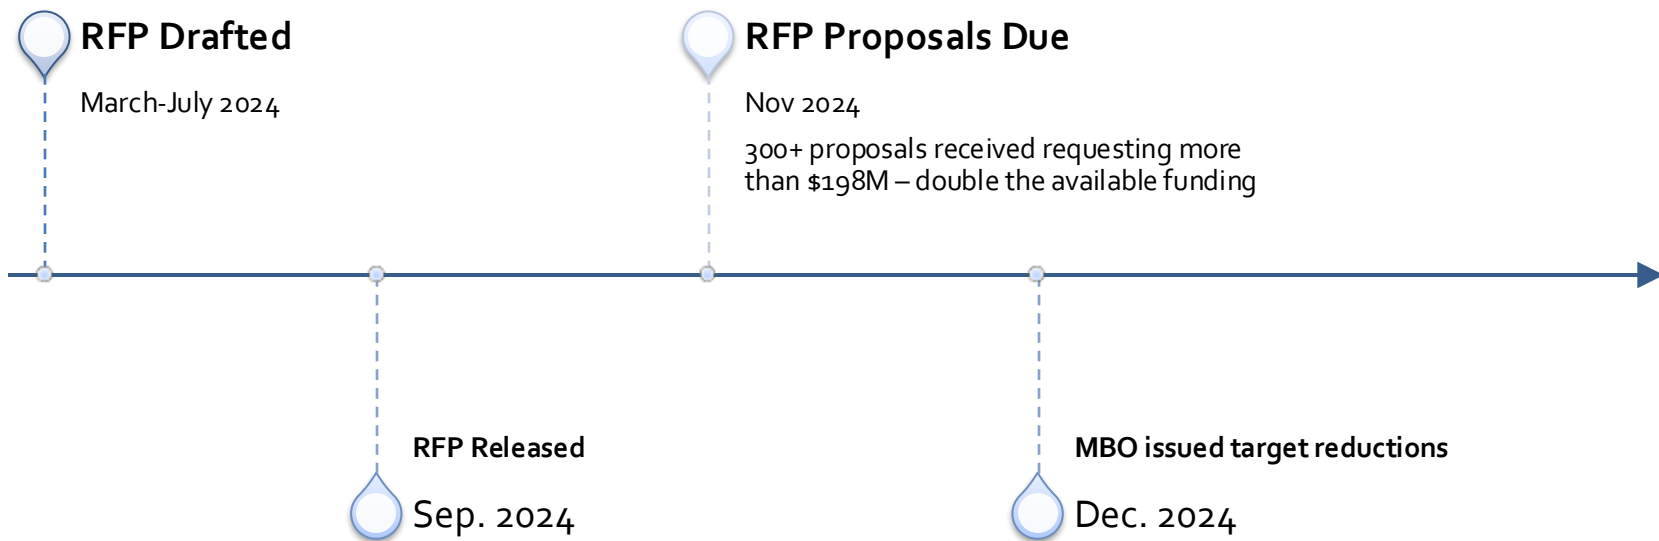 RFP Drafted
March-July 2024
RFP Proposals Due
Nov 2024
300+ proposals received requesting more
than $198M – double the available funding
RFP Released
Sep. 2024
MBO issued target reductions
Dec. 2024